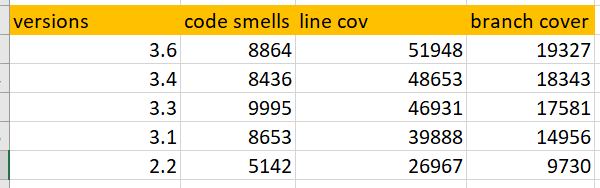 versions code smells line cov branch cover
3.6 8864 51948 19327
3.4 8436 48653 18343
3.3 9995 46931 17581
3.1 8653 39888 14956
2.2 5142 26967 9730